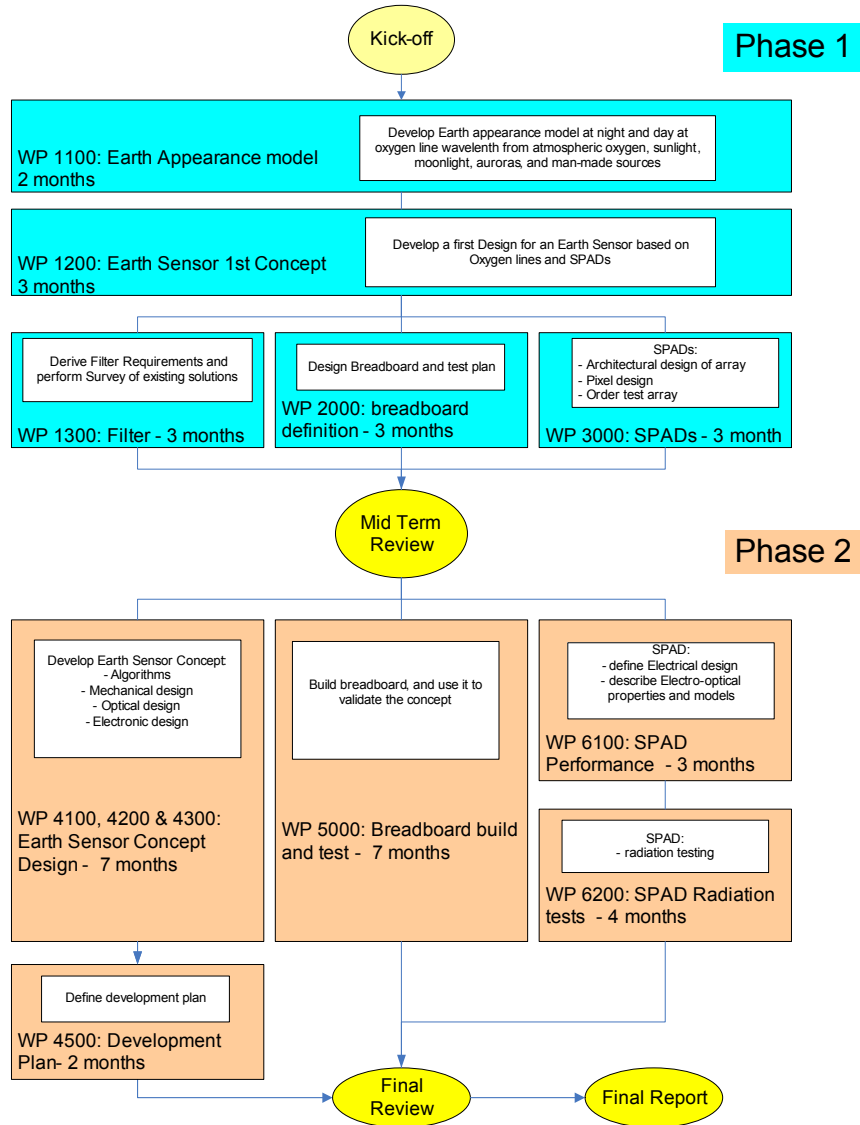 Kick-off
Phase 1
Develop Earth appearance model at night and day at
oxygen line wavelenth from atmospheric oxygen, sunlight,
moonlight, auroras, and man-made sources
WP 1100: Earth Appearance model
2 months
Develop a first Design for an Earth Sensor based on
Oxygen lines and SPADs
WP 1200: Earth Sensor 1st Concept
3 months
Derive Filter Requirements and
perform Survey of existing solutions
WP 1300: Filter - 3 months
Design Breadboard and test plan
WP 2000: breadboard
definition - 3 months
SPADs:
- Architectural design of array
- Pixel design
- Order test array
WP 3000: SPADs - 3 month
Mid Term
Review
Phase 2
Develop Earth Sensor Concept:
- Algorithms
- Mechanical design
- Optical design
- Electronic design
WP 4100, 4200 & 4300:
Earth Sensor Concept
Design - 7 months
Build breadboard, and use it to
validate the concept
WP 5000: Breadboard build
and test - 7 months
SPAD:
- define Electrical design
- describe Electro-optical
properties and models
WP 6100: SPAD
Performance - 3 months
SPAD:
- radiation testing
WP 6200: SPAD Radiation
tests - 4 months
Define development plan
WP 4500: Development
Plan- 2 months
Final
Review
Final Report